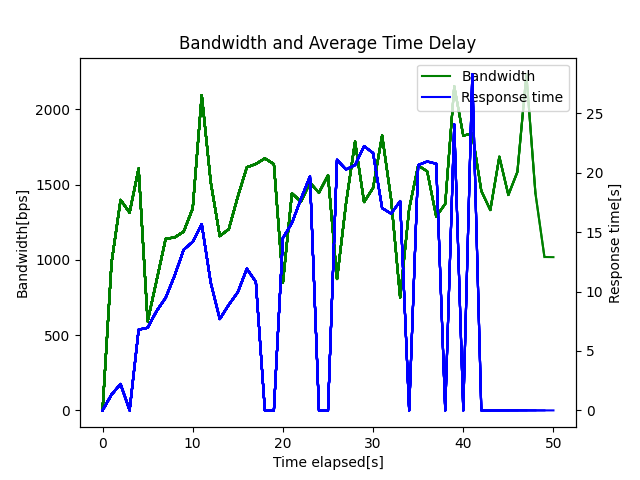 Bandwidth and Average Time Delay
Bandwidth
Response time
2000
1500
1000
500
0
Bandwidth[bps]
25
20
15
10
5
0
Response time[s]
0 10 20 30 40 50
Time elapsed[s]